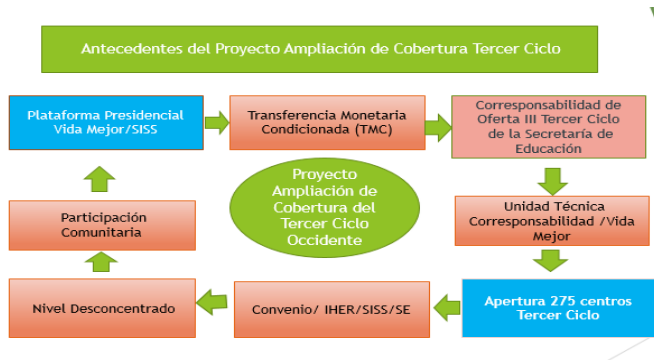 Antecedentes del Proyecto Ampliación de Cobertura Tercer Ciclo
Plataforma Presidencial
Vida Mejor/SISS
Transferencia Monetaria
Condicionada (TMC)
Corresponsabilidad de
Oferta III Tercer Ciclo
de la Secretaría de
Educación
Unidad Técnica
Corresponsabilidad /Vida
Mejor
Apertura 275 centros
Tercer Ciclo
Convenio/ IHER/SISS/SE
Nivel Desconcentrado
Participación
Comunitaria
Proyecto
Ampliación de
Cobertura del
Tercer Ciclo
Occidente